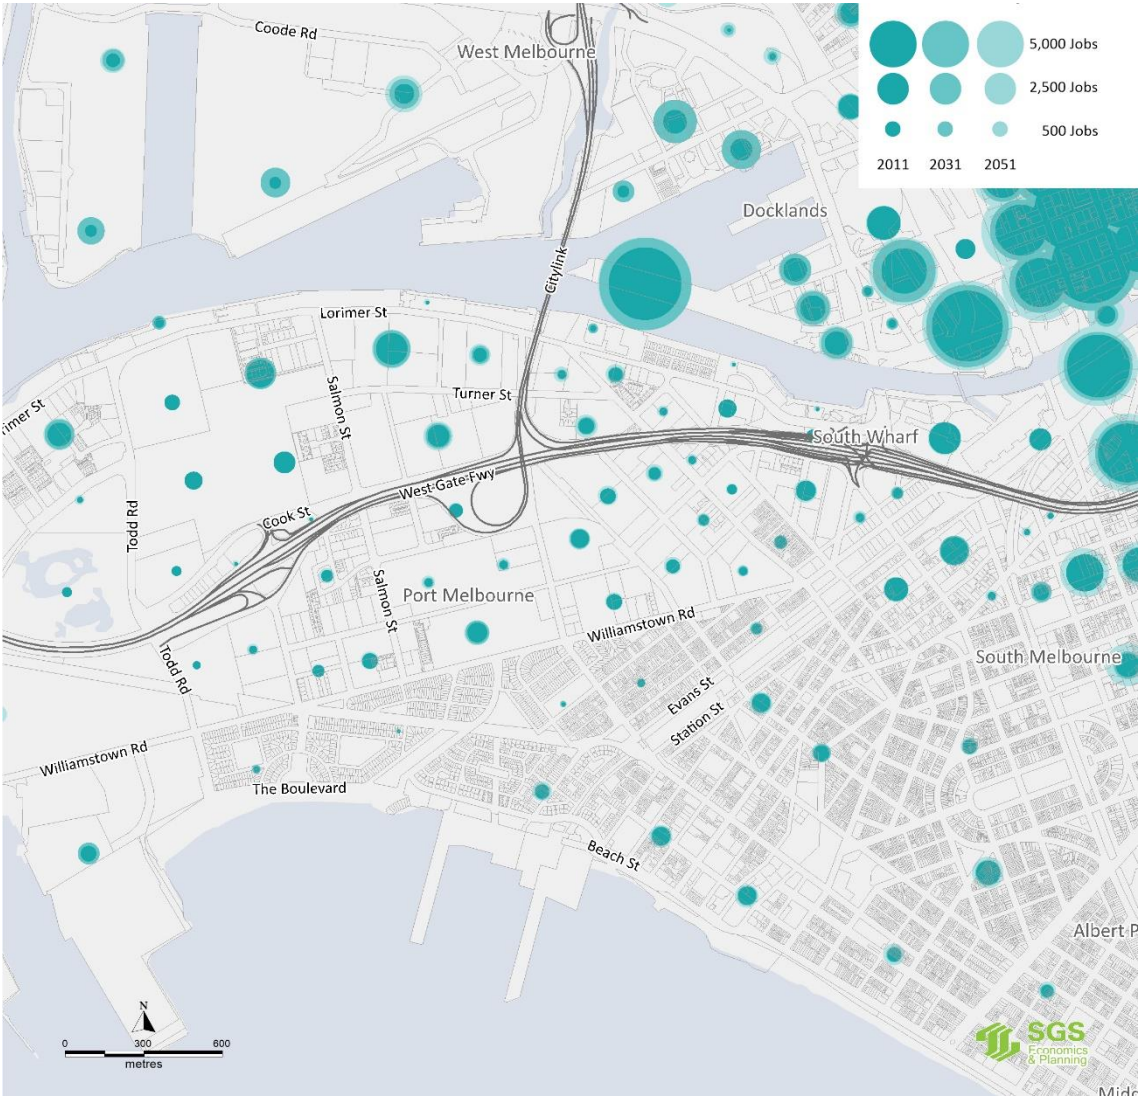 Coode Rd
West Melbourne
5,000 Jobs
2,500 Jobs
500 Jobs
2011 2031 2051
Docklands
Citylink
Lorimer St
Turner St
Salmon St
rimer St
South Wharf
West Gate Fwy
Cook St
Todd Rd
Salmon St
Port Melbourne
Williamstown Rd
Todd Rd
South Melbourne
Evans St
Station St
Williamstown Rd
The Boulevard
Beach St
Albert P
N
0 300 600
metres
SGS
Economics
& Planning